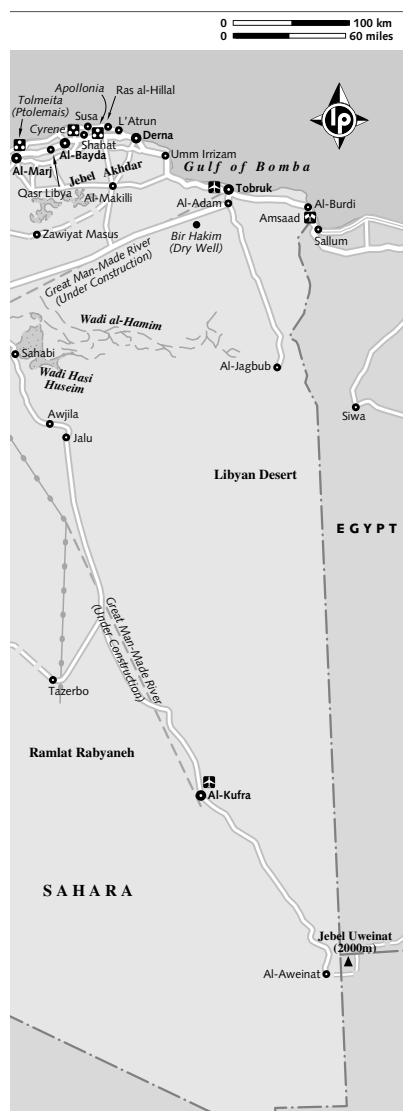 0 100 km
0 60 miles
lp
Tolmeita
(Ptolemais)
Apollonia
Susa
Ras al-Hillal
Cyrene
L'Atrun
Shahat
Derna
Al-Bayda
Al-Marj
Jebel Akhdar
Umm Irrizam
Gulf of Bomba
Qasr Libya
Al-Makilli
Tobruk
Al-Adam
Al-Burdi
Amsaad
Sallum
Zawiyat Masus
Bir Hakim
(Dry Well)
Great Man-Made River
(Under Construction)
Wadi al-Hamim
Sahabi
Wadi Hasi
Huseim
Al-Jagbub
Siwa
Awjila
Jalu
Libyan Desert
EGYPT
Great Man-Made River
(Under Construction)
Tazerbo
Ramlat Rabyaneh
Al-Kufra
SAHARA
Jebel Uweinat
(2000m)
Al-Aweinat